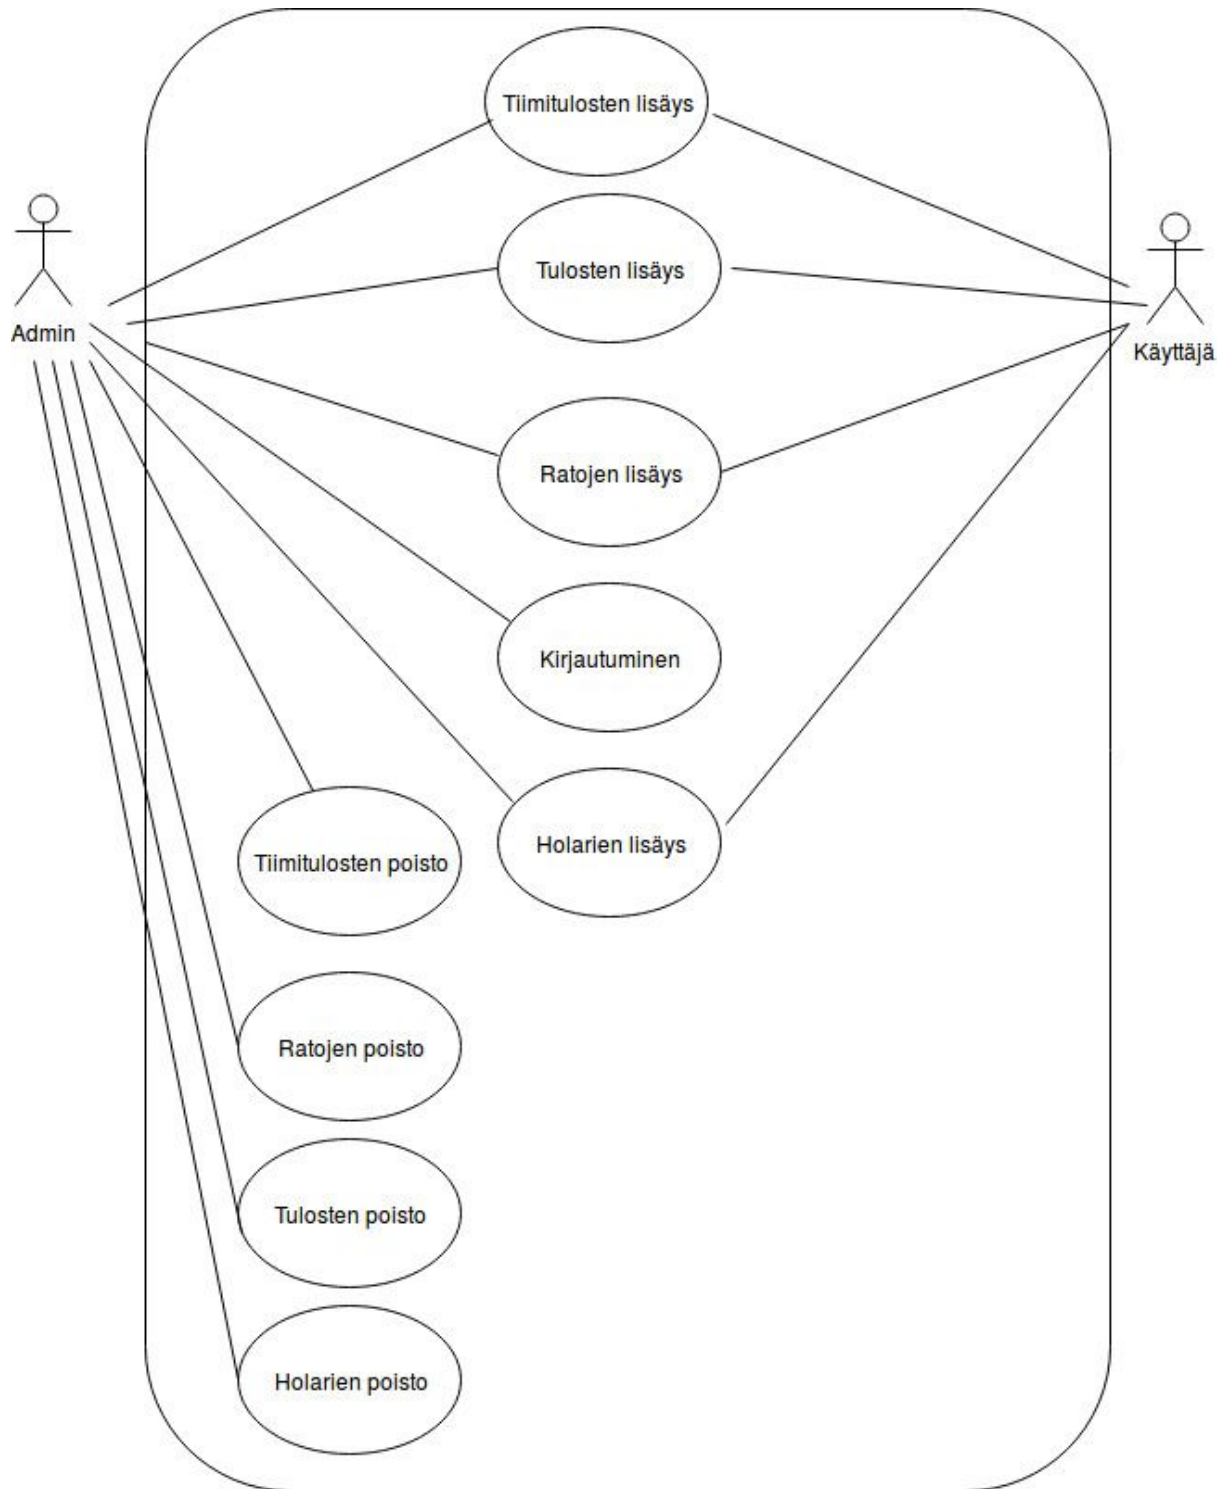 Tiimitulosten lisäys
Tulosten lisäys
Admin
Käyttäjä
Ratojen lisäys
Kirjautuminen
Holarien lisäys
Tiimitulosten poisto
Ratojen poisto
Tulosten poisto
Holarien poisto